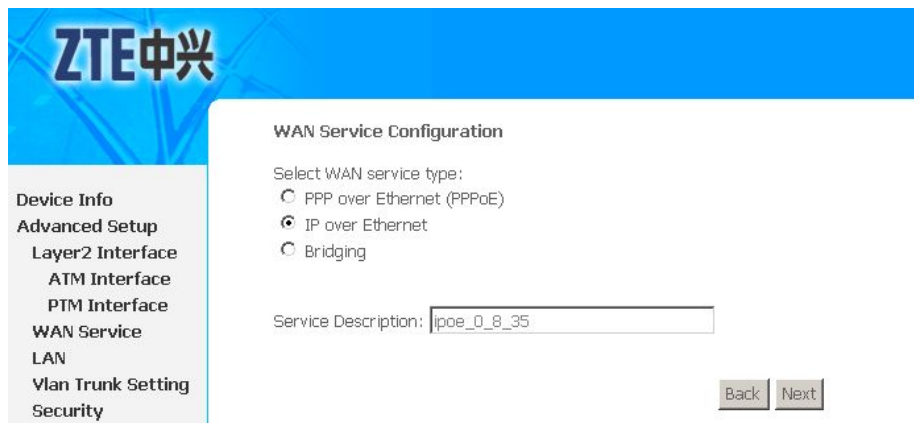 ZTE中兴
WAN Service Configuration
Select WAN service type:
PPP over Ethernet (PPPoE)
IP over Ethernet
Bridging
Service Description: ipoe_0_8_35
Back Next
Device Info
Advanced Setup
Layer2 Interface
ATM Interface
PTM Interface
WAN Service
LAN
Vlan Trunk Setting
Security